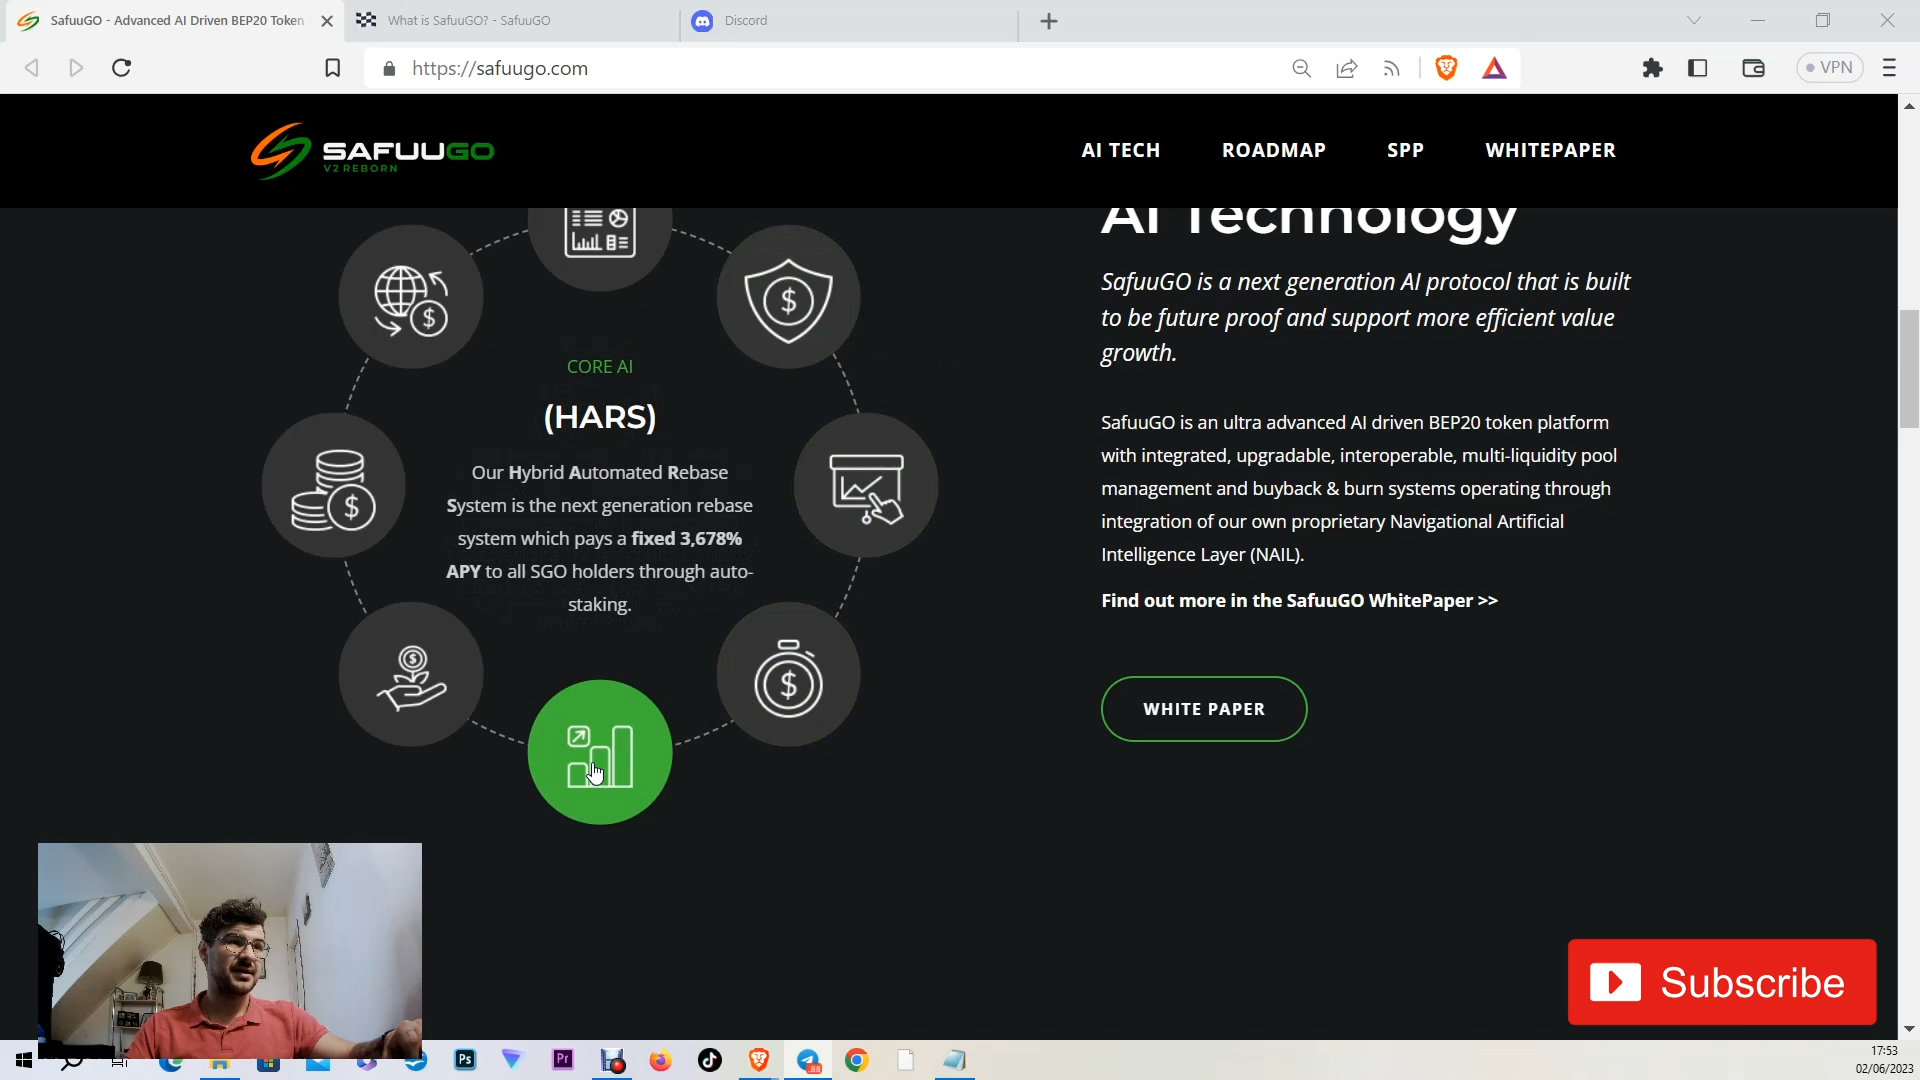 SafuuGO - Advanced AI Driven BEP20 Token
What is SafuuGO? - SafuuGO
Discord
https://safuugo.com
VPN
SAFUUGO
V2 REBORN
AI TECH
ROADMAP
SPP
WHITEPAPER
AI Technology
SafuuGO is a next generation AI protocol that is built
to be future proof and support more efficient value
growth.
CORE AI
(HARS)
Our Hybrid Automated Rebase
System is the next generation rebase
system which pays a fixed 3,678%
APY to all SGO holders through auto-
staking.
SafuuGO is an ultra advanced AI driven BEP20 token platform
with integrated, upgradable, interoperable, multi-liquidity pool
management and buyback & burn systems operating through
integration of our own proprietary Navigational Artificial
Intelligence Layer (NAIL).
Find out more in the SafuuGO WhitePaper >>
WHITE PAPER
Subscribe
Ps
Pr
17:53
02/06/2023